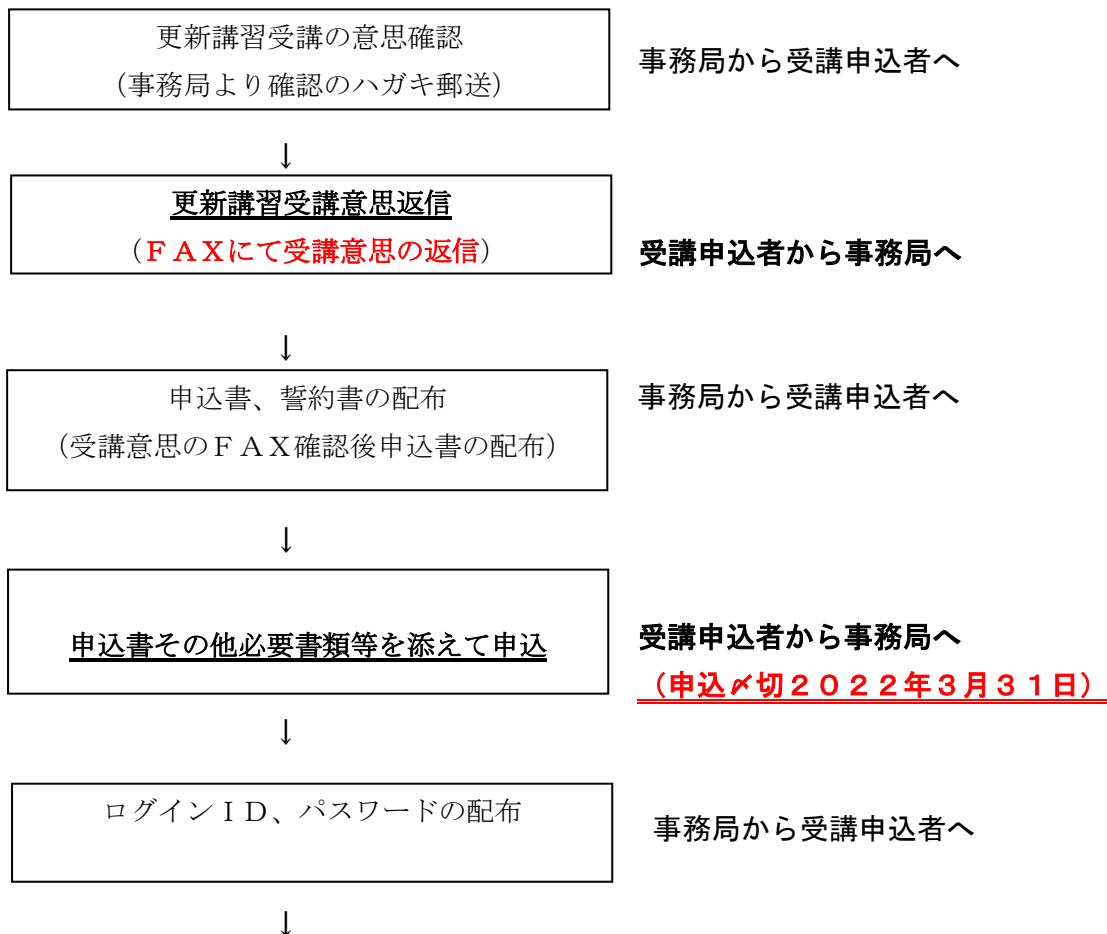 更新講習受講の意思確認
(事務局より確認のハガキ郵送)
事務局から受講申込者へ
↓
更新講習受講意思返信
(FAXにて受講意思の返信)
受講申込者から事務局へ
↓
申込書、誓約書の配布
(受講意思のFAX確認後申込書の配布)
事務局から受講申込者へ
↓
申込書その他必要書類等を添えて申込
受講申込者から事務局へ
(申込〆切2022年3月31日)
↓
ログインID、パスワードの配布
事務局から受講申込者へ
↓